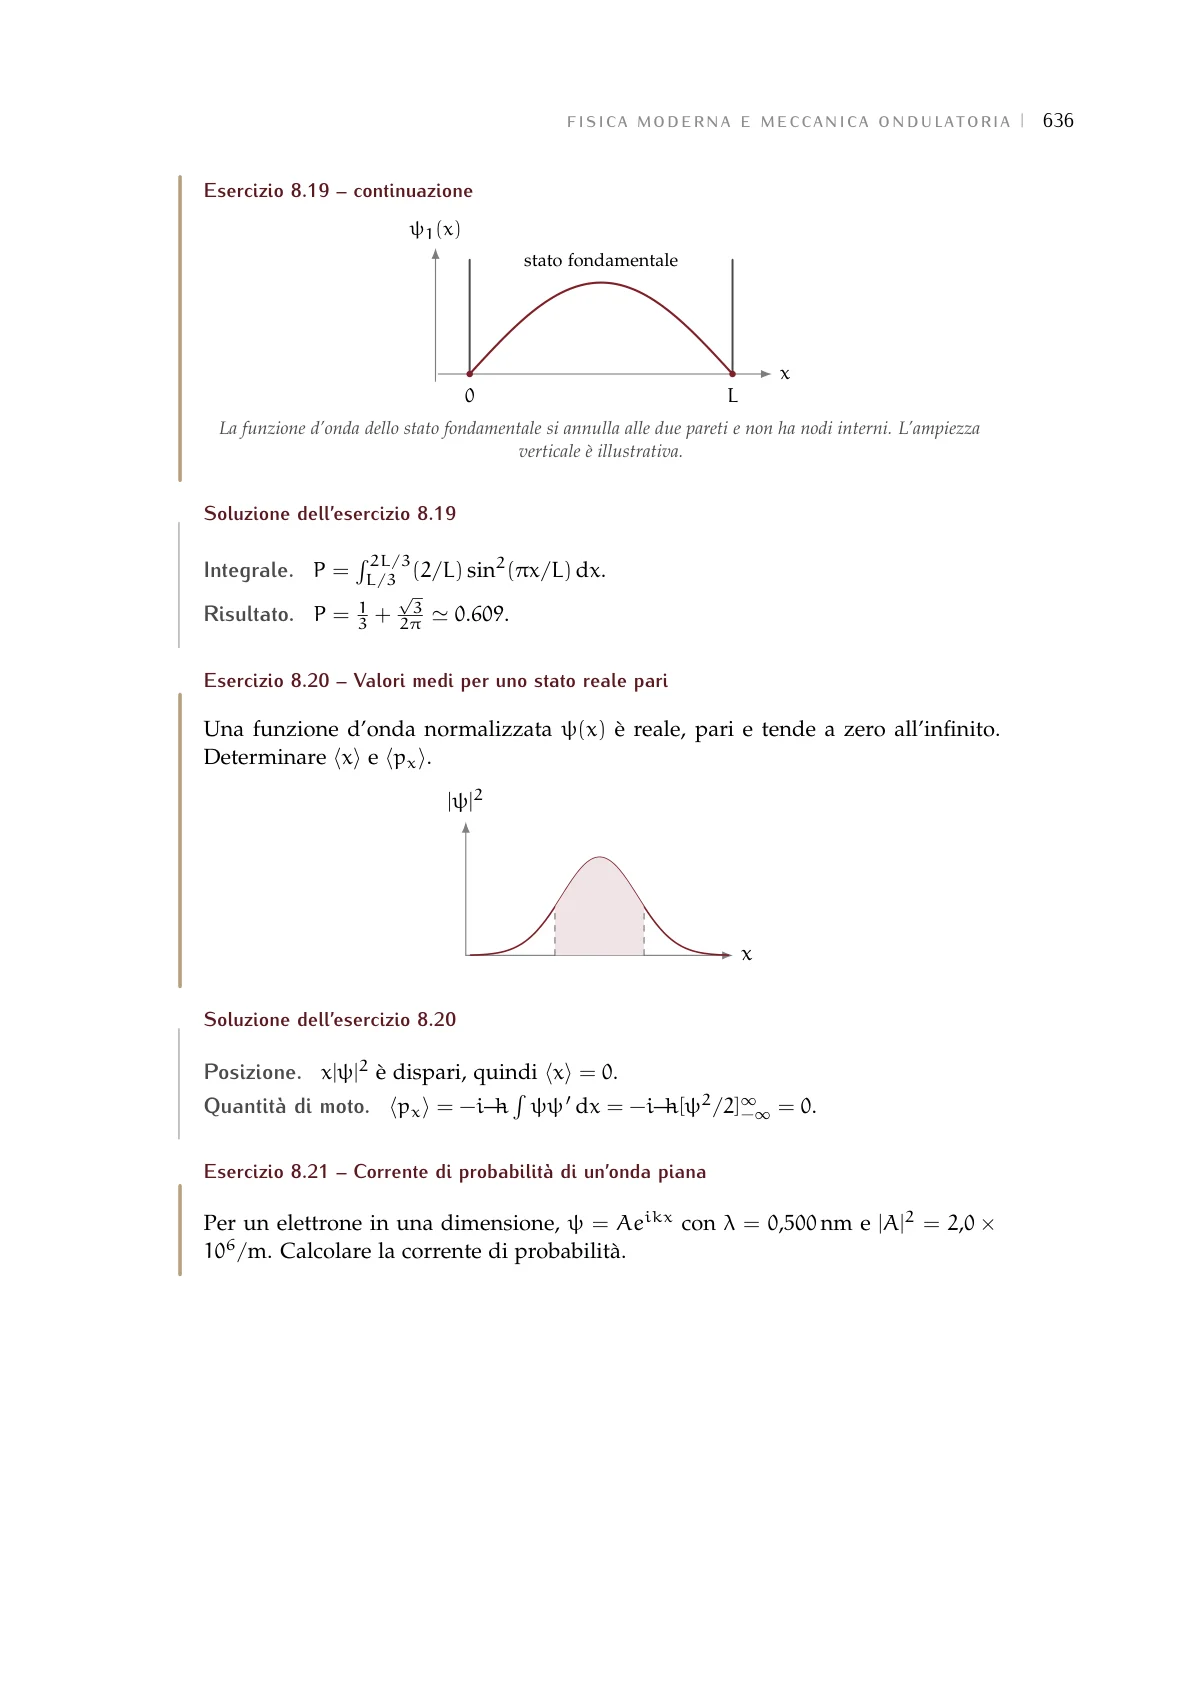 FISICA MODERNA E MECCANICA ONDULATORIA | 636
Esercizio 8.19 – continuazione
ψ₁(x)
stato fondamentale
x
0 L
La funzione d'onda dello stato fondamentale si annulla alle due pareti e non ha nodi interni. L'ampiezza
verticale è illustrativa.
Soluzione dell'esercizio 8.19
Integrale. P = ∫_{L/3}^{2L/3} (2/L) sin²(πx/L) dx.
Risultato. P = 1/3 + √3/2π ≃ 0.609.
Esercizio 8.20 – Valori medi per uno stato reale pari
Una funzione d'onda normalizzata ψ(x) è reale, pari e tende a zero all'infinito.
Determinare ⟨x⟩ e ⟨pₓ⟩.
|ψ|²
x
Soluzione dell'esercizio 8.20
Posizione. x|ψ|² è dispari, quindi ⟨x⟩ = 0.
Quantità di moto. ⟨pₓ⟩ = −iħ ∫ ψψ′ dx = −iħ[ψ²/2]_{−∞}^{∞} = 0.
Esercizio 8.21 – Corrente di probabilità di un'onda piana
Per un elettrone in una dimensione, ψ = Ae^{ikx} con λ = 0,500 nm e |A|² = 2,0 ×
10⁶/m. Calcolare la corrente di probabilità.